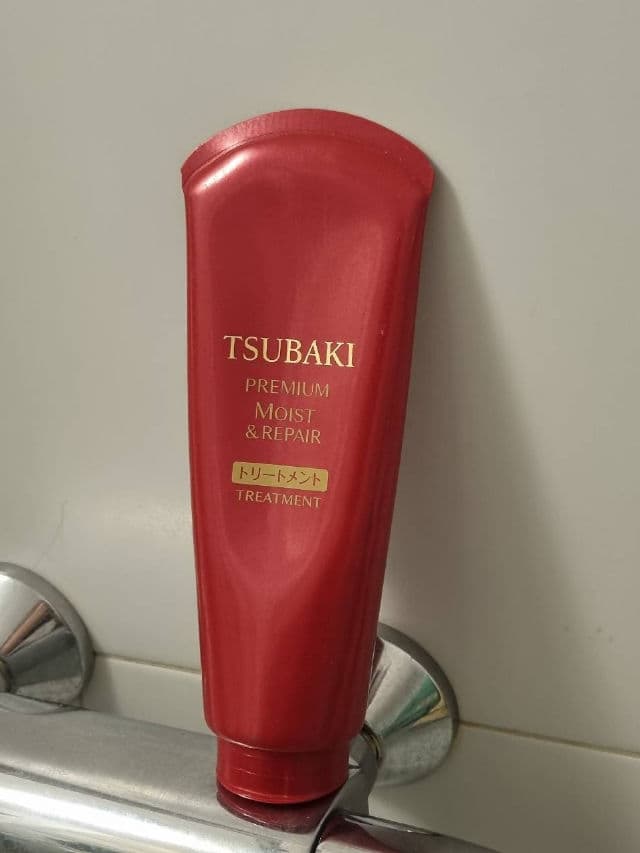 TSUBAKI
PREMIUM
MOIST
& REPAIR
トリートメント
TREATMENT